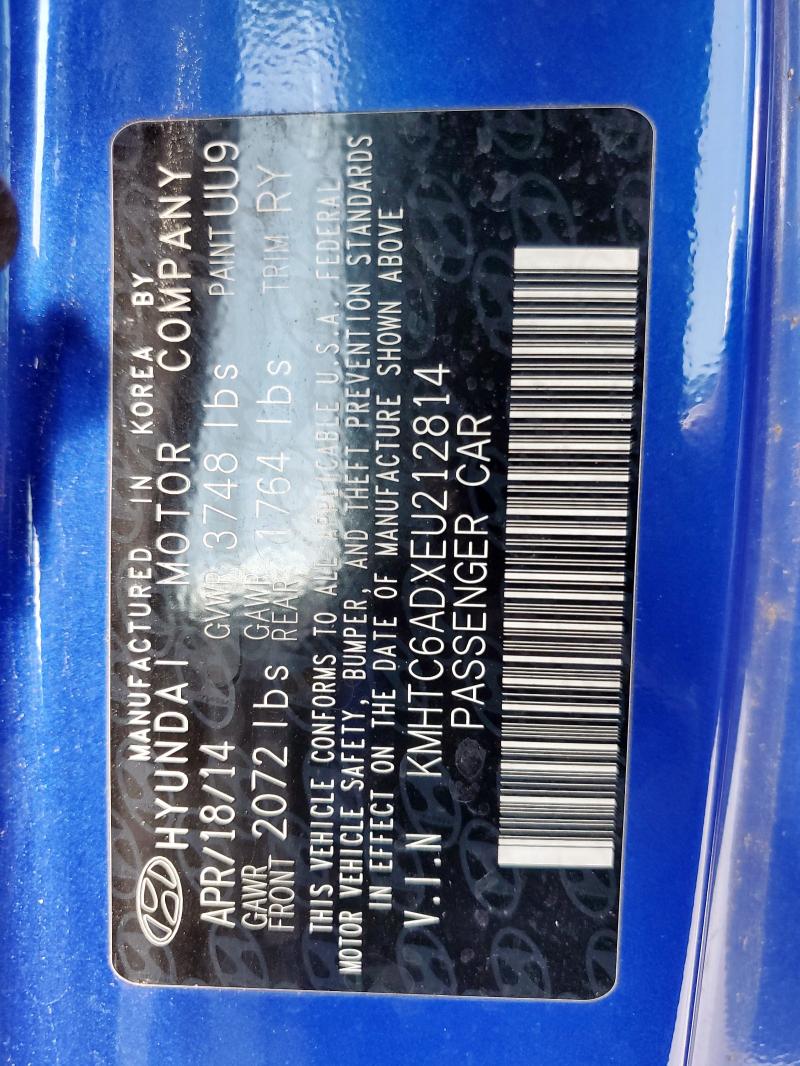 MANUFACTURED IN KOREA BY
HYUNDAI MOTOR COMPANY
APR/18/14 GWR 3748 lbs PAINT UU9
GAWR FRONT 2072 lbs GAWR REAR 1764 lbs TRIM RY
THIS VEHICLE CONFORMS TO ALL APPLICABLE U.S.A. FEDERAL
MOTOR VEHICLE SAFETY, BUMPER, AND THEFT PREVENTION STANDARDS
IN EFFECT ON THE DATE OF MANUFACTURE SHOWN ABOVE
V.I.N KMHTC6ADXEU212814
PASSENGER CAR